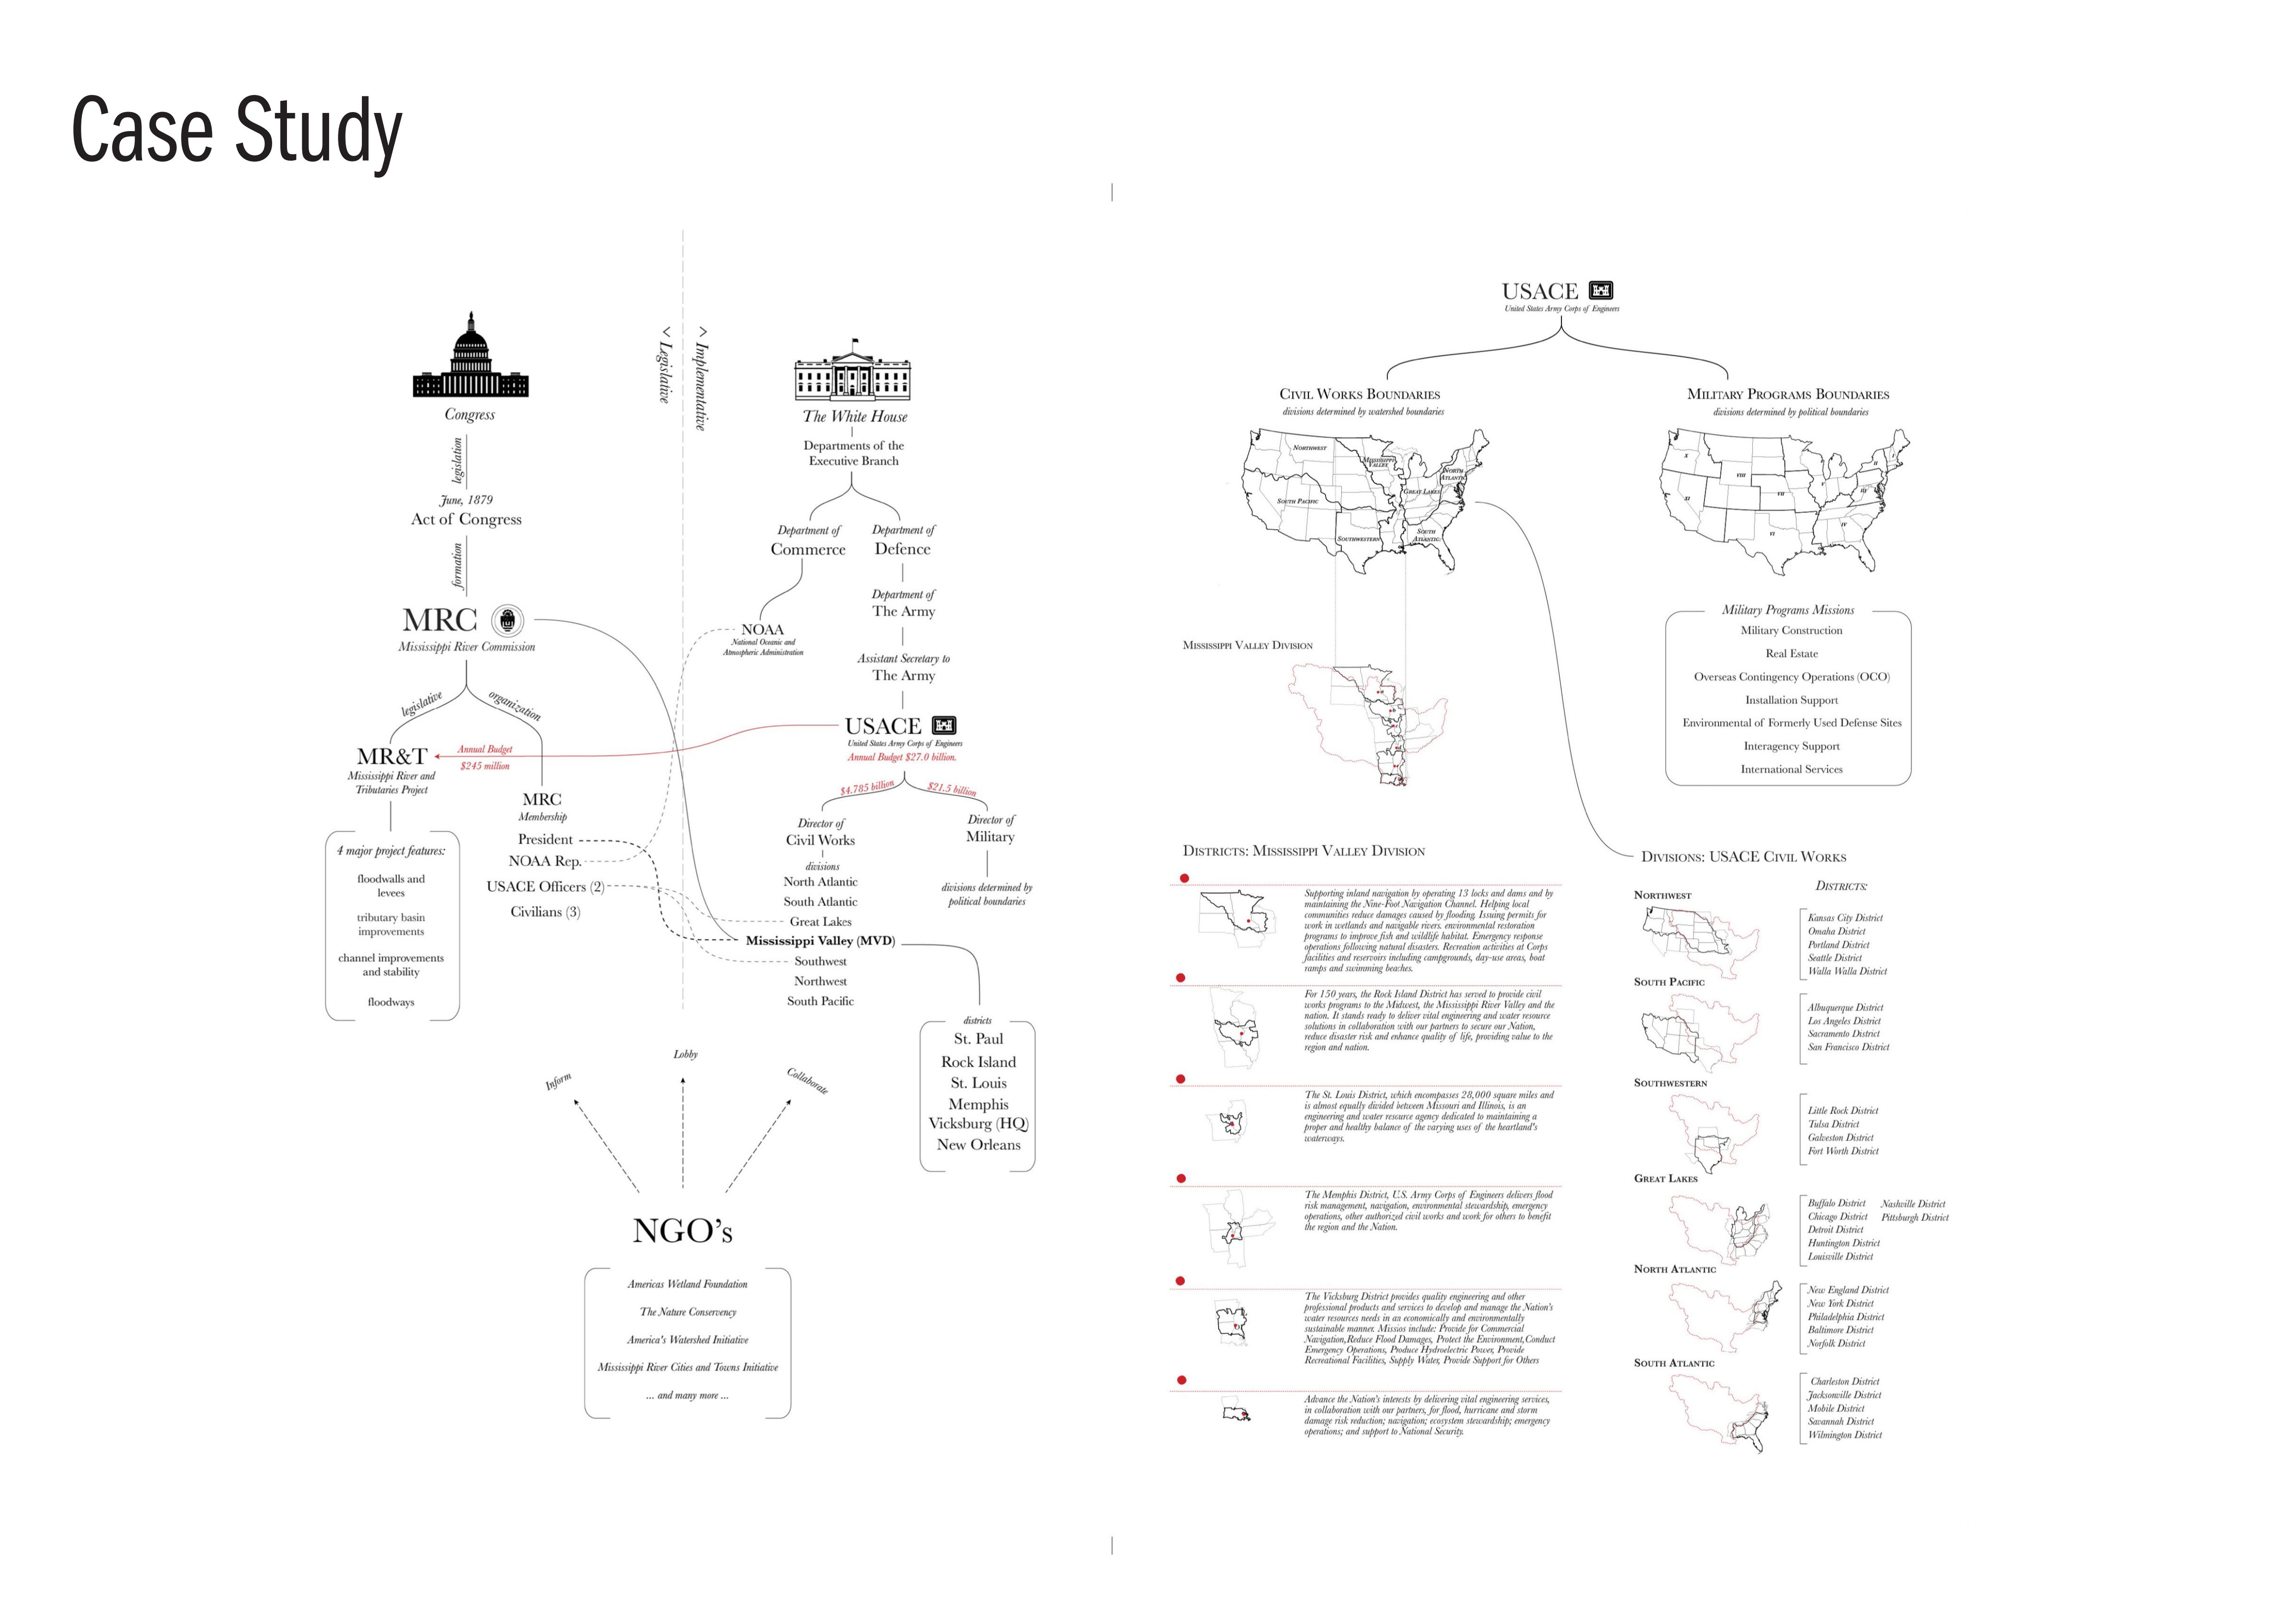 Case Study
< Legislative
> Implementative
Congress
legislation
June, 1879
Act of Congress
formation
MRC
Mississippi River Commission
legislative
organization
MR&T
Mississippi River and
Tributaries Project
Annual Budget
$245 million
4 major project features:
floodwalls and
levees
tributary basin
improvements
channel improvements
and stability
floodways
MRC
Membership
President
NOAA Rep.
USACE Officers (2)
Civilians (3)
The White House
Departments of the
Executive Branch
Department of
Commerce
NOAA
National Oceanic and
Atmospheric Administration
Department of
Defence
Department of
The Army
Assistant Secretary to
The Army
USACE
United States Army Corps of Engineers
Annual Budget $27.0 billion.
$4.785 billion
$21.5 billion
Director of
Civil Works
divisions
North Atlantic
South Atlantic
Great Lakes
Mississippi Valley (MVD)
Southwest
Northwest
South Pacific
Director of
Military
divisions determined by
political boundaries
districts
St. Paul
Rock Island
St. Louis
Memphis
Vicksburg (HQ)
New Orleans
Inform
Lobby
Collaborate
NGO's
Americas Wetland Foundation
The Nature Conservency
America's Watershed Initiative
Mississippi River Cities and Towns Initiative
... and many more ...
USACE
United States Army Corps of Engineers
Civil Works Boundaries
divisions determined by watershed boundaries
Northwest
Mississippi
Valley
North
Atlantic
Great Lakes
South Pacific
South
Atlantic
Southwestern
Military Programs Boundaries
divisions determined by political boundaries
X
VIII
XI
VII
V
II
I
III
IV
VI
Military Programs Missions
Military Construction
Real Estate
Overseas Contingency Operations (OCO)
Installation Support
Environmental of Formerly Used Defense Sites
Interagency Support
International Services
Mississippi Valley Division
Districts: Mississippi Valley Division
Supporting inland navigation by operating 13 locks and dams and by
maintaining the Nine-Foot Navigation Channel. Helping local
communities reduce damages caused by flooding. Issuing permits for
work in wetlands and navigable rivers. environmental restoration
programs to improve fish and wildlife habitat. Emergency response
operations following natural disasters. Recreation activities at Corps
facilities and reservoirs including campgrounds, day-use areas, boat
ramps and swimming beaches.
For 150 years, the Rock Island District has served to provide civil
works programs to the Midwest, the Mississippi River Valley and the
nation. It stands ready to deliver vital engineering and water resource
solutions in collaboration with our partners to secure our Nation,
reduce disaster risk and enhance quality of life, providing value to the
region and nation.
The St. Louis District, which encompasses 28,000 square miles and
is almost equally divided between Missouri and Illinois, is an
engineering and water resource agency dedicated to maintaining a
proper and healthy balance of the varying uses of the heartland's
waterways.
The Memphis District, U.S. Army Corps of Engineers delivers flood
risk management, navigation, environmental stewardship, emergency
operations, other authorized civil works and work for others to benefit
the region and the Nation.
The Vicksburg District provides quality engineering and other
professional products and services to develop and manage the Nation's
water resources needs in an economically and environmentally
sustainable manner. Missios include: Provide for Commercial
Navigation,Reduce Flood Damages, Protect the Environment,Conduct
Emergency Operations, Produce Hydroelectric Power, Provide
Recreational Facilities, Supply Water, Provide Support for Others
Advance the Nation's interests by delivering vital engineering services,
in collaboration with our partners, for flood, hurricane and storm
damage risk reduction; navigation; ecosystem stewardship; emergency
operations; and support to National Security.
Divisions: USACE Civil Works
Districts:
Northwest
Kansas City District
Omaha District
Portland District
Seattle District
Walla Walla District
South Pacific
Albuquerque District
Los Angeles District
Sacramento District
San Francisco District
Southwestern
Little Rock District
Tulsa District
Galveston District
Fort Worth District
Great Lakes
Buffalo District Nashville District
Chicago District Pittsburgh District
Detroit District
Huntington District
Louisville District
North Atlantic
New England District
New York District
Philadelphia District
Baltimore District
Norfolk District
South Atlantic
Charleston District
Jacksonville District
Mobile District
Savannah District
Wilmington District